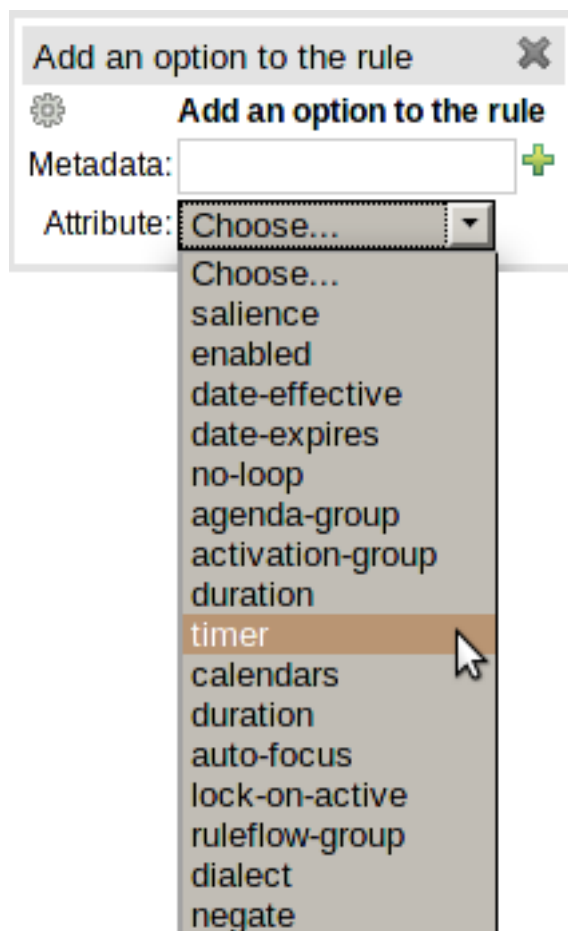 Add an option to the rule
Add an option to the rule
Metadata:
Attribute: Choose...
Choose...
salience
enabled
date-effective
date-expires
no-loop
agenda-group
activation-group
duration
timer
calendars
duration
auto-focus
lock-on-active
ruleflow-group
dialect
negate